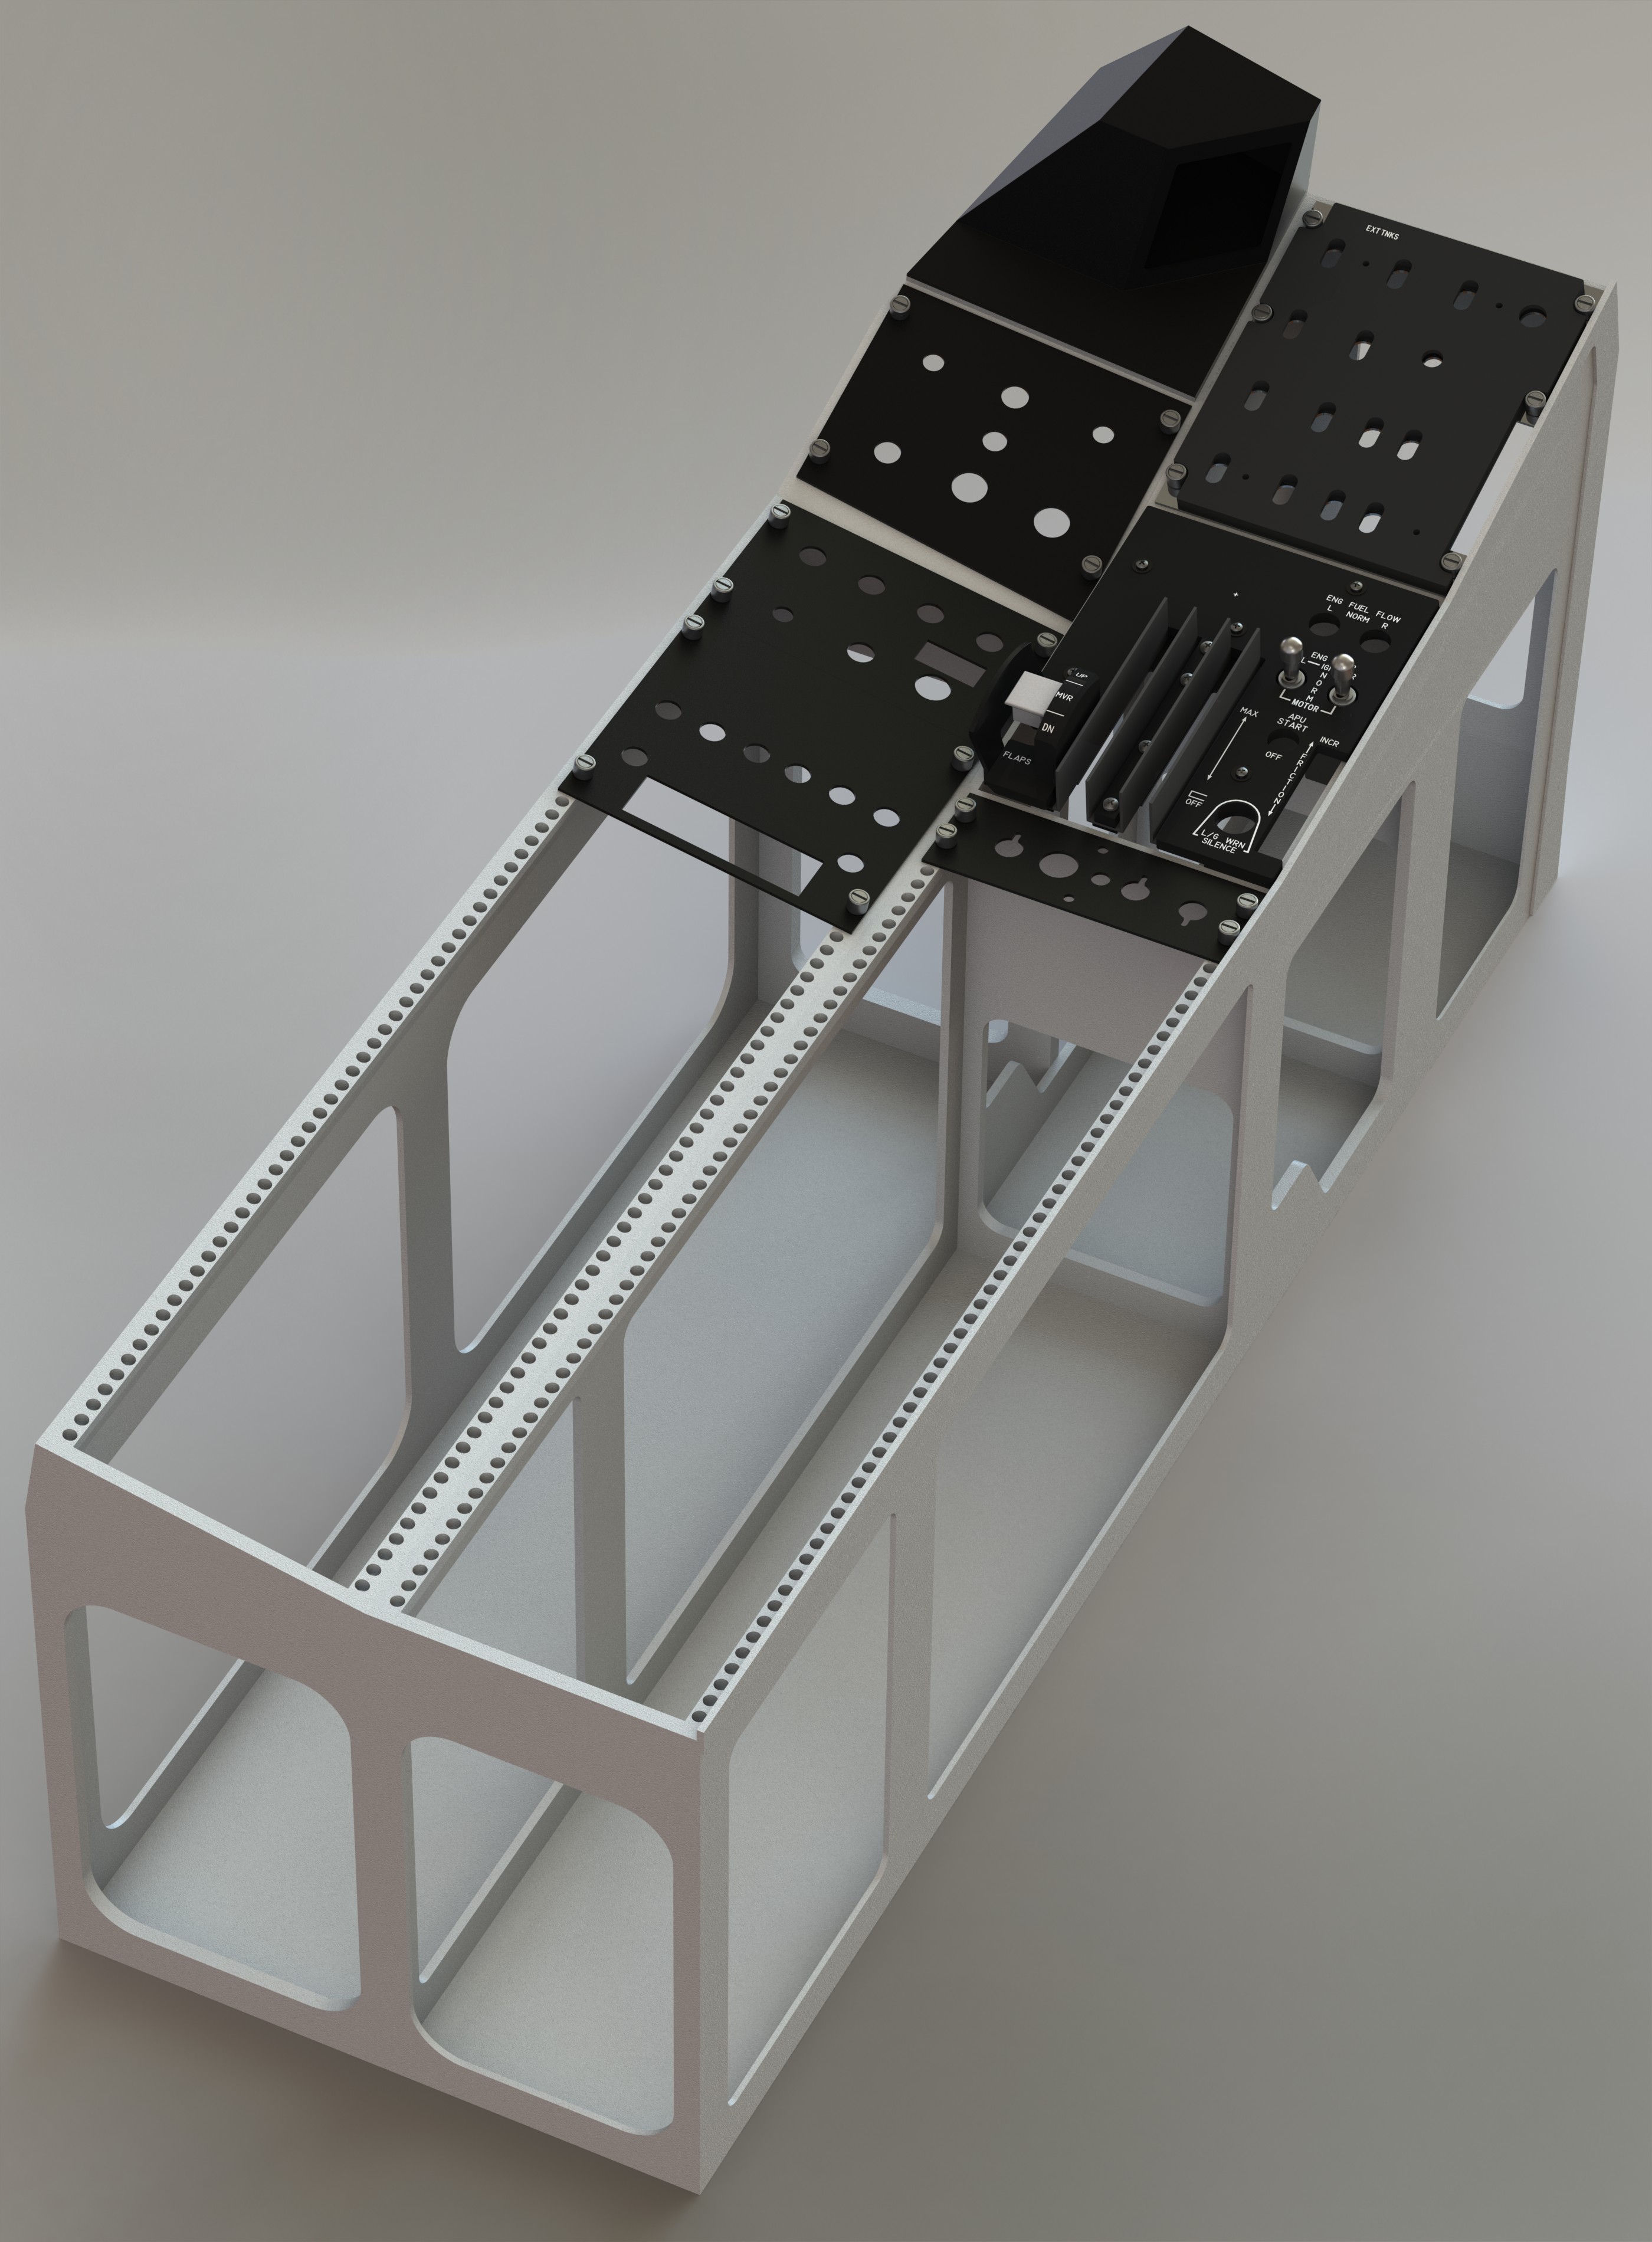 EXT TNKS
ENG FUEL FLOW
L NORM R
ENG
L
IGN
R
NORM
MOTOR
UP
MVR
DN
FLAPS
MAX
APU
START
OFF
INCR
FRICTION
OFF
L/G WRN
SILENCE